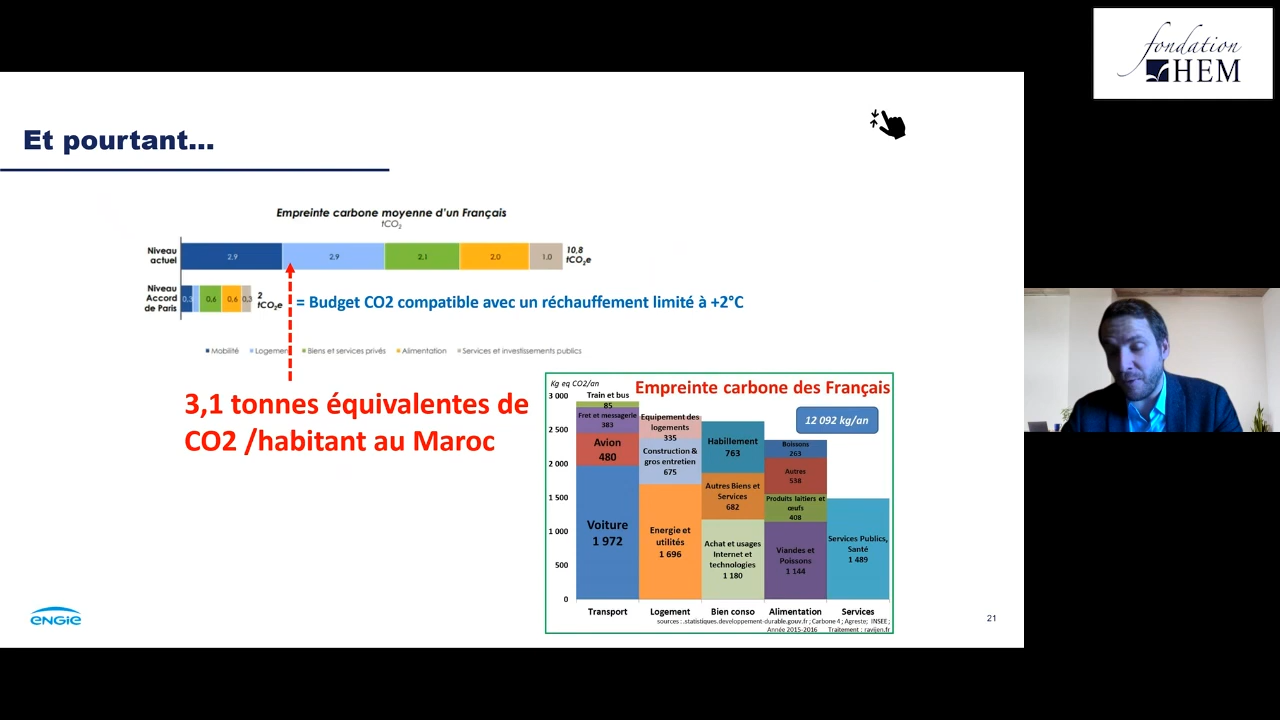 fondation
HEM
Et pourtant...
Empreinte carbone moyenne d'un Français
tCO2
Niveau
actuel
2,9
2,9
2,1
2,0
1,0
10,8
tCO2e
Niveau
Accord
de Paris
0,3
0,6
0,6
0,3
2
tCO2e
= Budget CO2 compatible avec un réchauffement limité à +2°C
Mobilité
Logement
Biens et services privés
Alimentation
Services et investissements publics
3,1 tonnes équivalentes de
CO2 /habitant au Maroc
Kg eq CO2/an
Empreinte carbone des Français
12 092 kg/an
3 000
2 500
2 000
1 500
1 000
500
0
Train et bus
85
Fret et messagerie
383
Avion
480
Voiture
1 972
Equipement des
logements
335
Construction &
gros entretien
675
Energie et
utilités
1 696
Habillement
763
Autres Biens et
Services
682
Achat et usages
Internet et
technologies
1 180
Boissons
263
Autres
538
Produits laitiers et
œufs
408
Viandes et
Poissons
1 144
Services Publics,
Santé
1 489
Transport
Logement
Bien conso
Alimentation
Services
sources : .statistiques.developpement-durable.gouv.fr ; Carbone 4 ; Agreste; INSEE ;
Année 2015-2016 Traitement : ravijen.fr
ENGIE
21